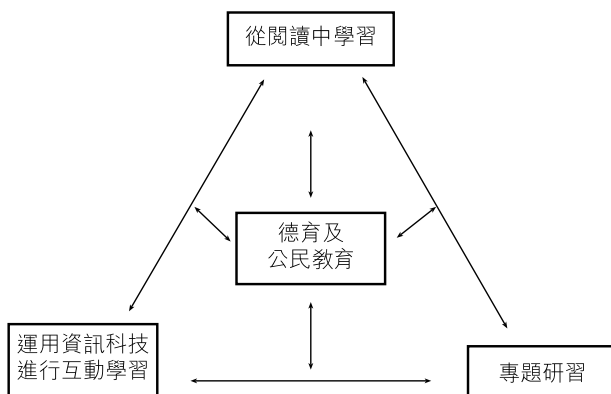 從閱讀中學習
德育及
公民教育
運用資訊科技
進行互動學習
專題研習